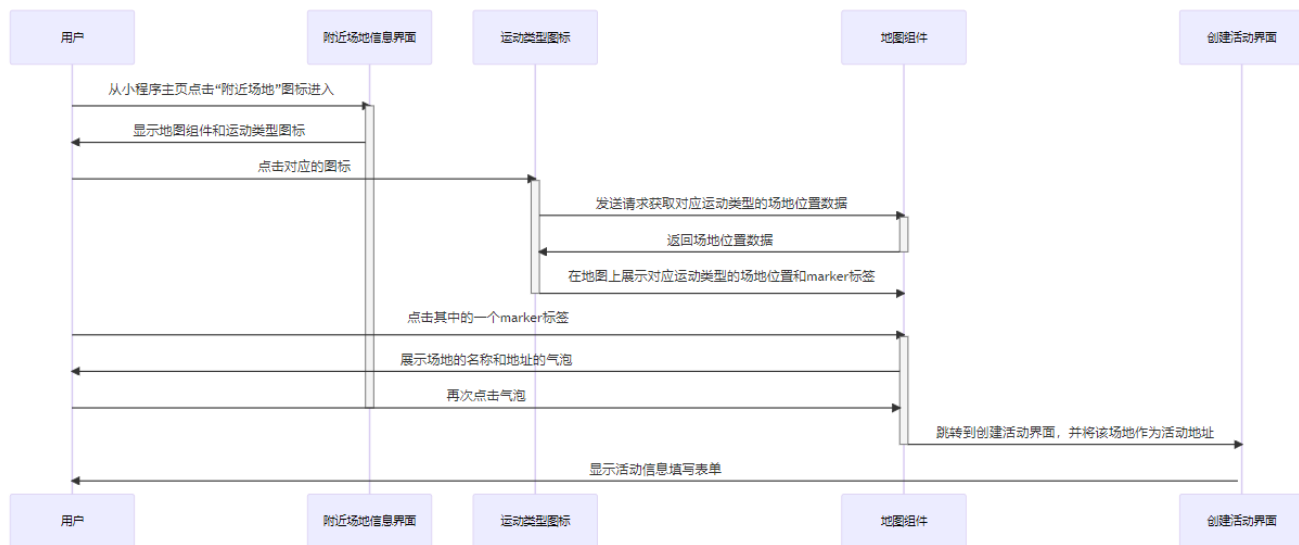 用户
附近场地信息界面
运动类型图标
地图组件
创建活动界面
从小程序主页点击“附近场地”图标进入
显示地图组件和运动类型图标
点击对应的图标
发送请求获取对应运动类型的场地位置数据
返回场地位置数据
在地图上展示对应运动类型的场地位置和marker标签
点击其中的一个marker标签
展示场地的名称和地址的气泡
再次点击气泡
跳转到创建活动界面，并将该场地作为活动地址
显示活动信息填写表单
用户
附近场地信息界面
运动类型图标
地图组件
创建活动界面